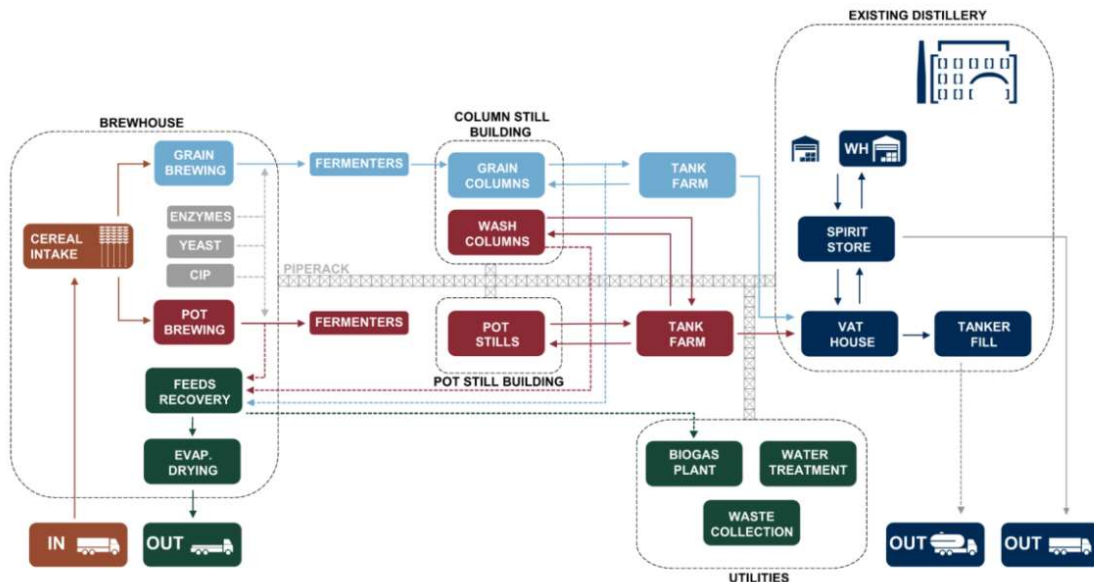 EXISTING DISTILLERY
BREWHOUSE
COLUMN STILL
BUILDING
GRAIN
BREWING
FERMENTERS
GRAIN
COLUMNS
TANK
FARM
WH
ENZYMES
YEAST
CIP
CEREAL
INTAKE
WASH
COLUMNS
SPIRIT
STORE
PIPERACK
POT
BREWING
FERMENTERS
POT
STILLS
TANK
FARM
VAT
HOUSE
TANKER
FILL
POT STILL BUILDING
FEEDS
RECOVERY
EVAP.
DRYING
BIOGAS
PLANT
WATER
TREATMENT
WASTE
COLLECTION
IN
OUT
OUT
OUT
UTILITIES